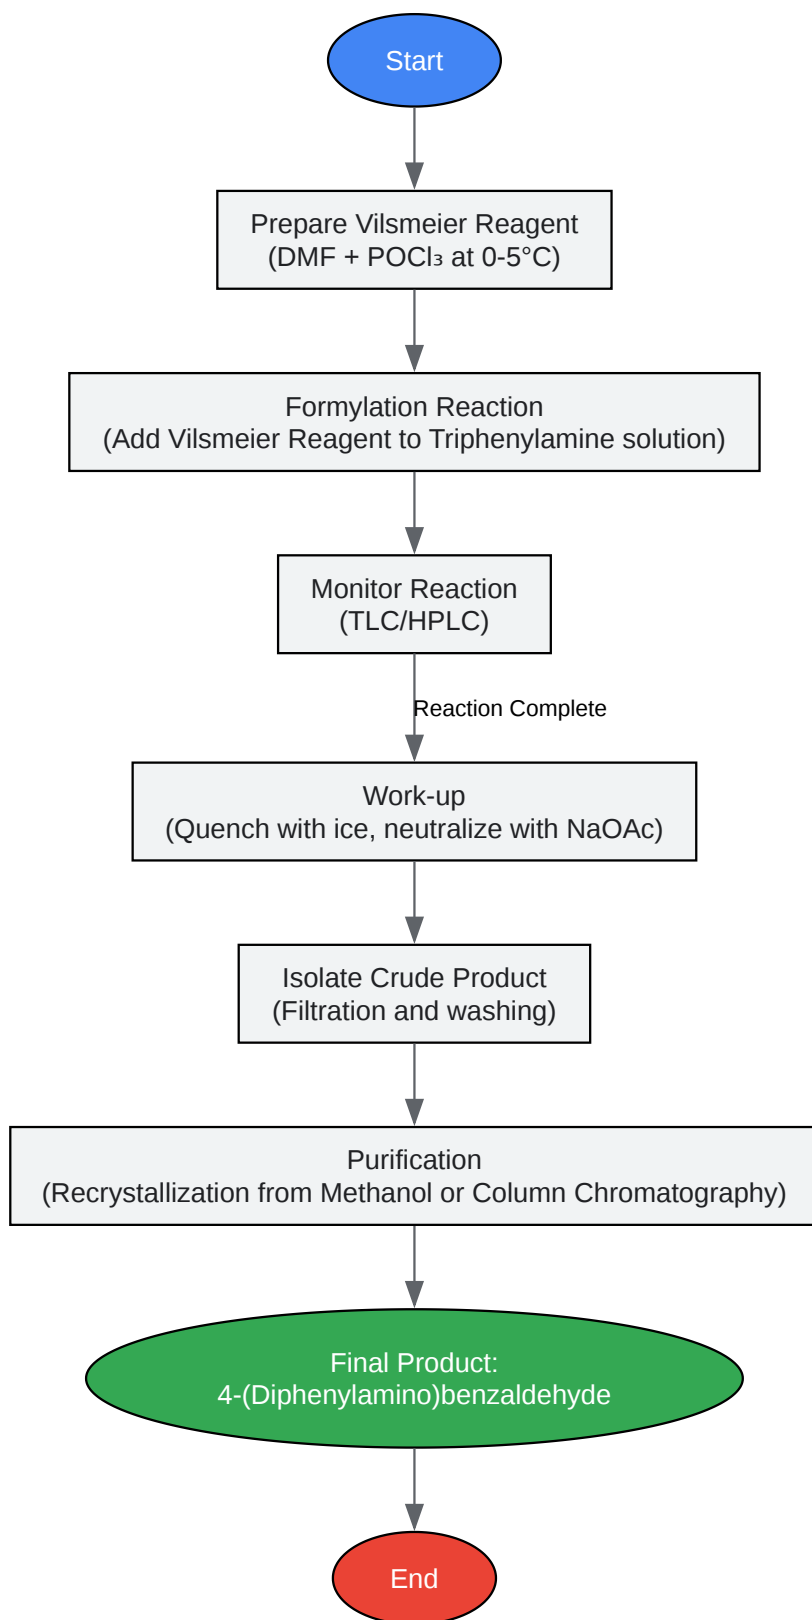 Start
Prepare Vilsmeier Reagent
(DMF + POCl₃ at 0-5°C)
Formylation Reaction
(Add Vilsmeier Reagent to Triphenylamine solution)
Monitor Reaction
(TLC/HPLC)
Reaction Complete
Work-up
(Quench with ice, neutralize with NaOAc)
Isolate Crude Product
(Filtration and washing)
Purification
(Recrystallization from Methanol or Column Chromatography)
Final Product:
4-(Diphenylamino)benzaldehyde
End